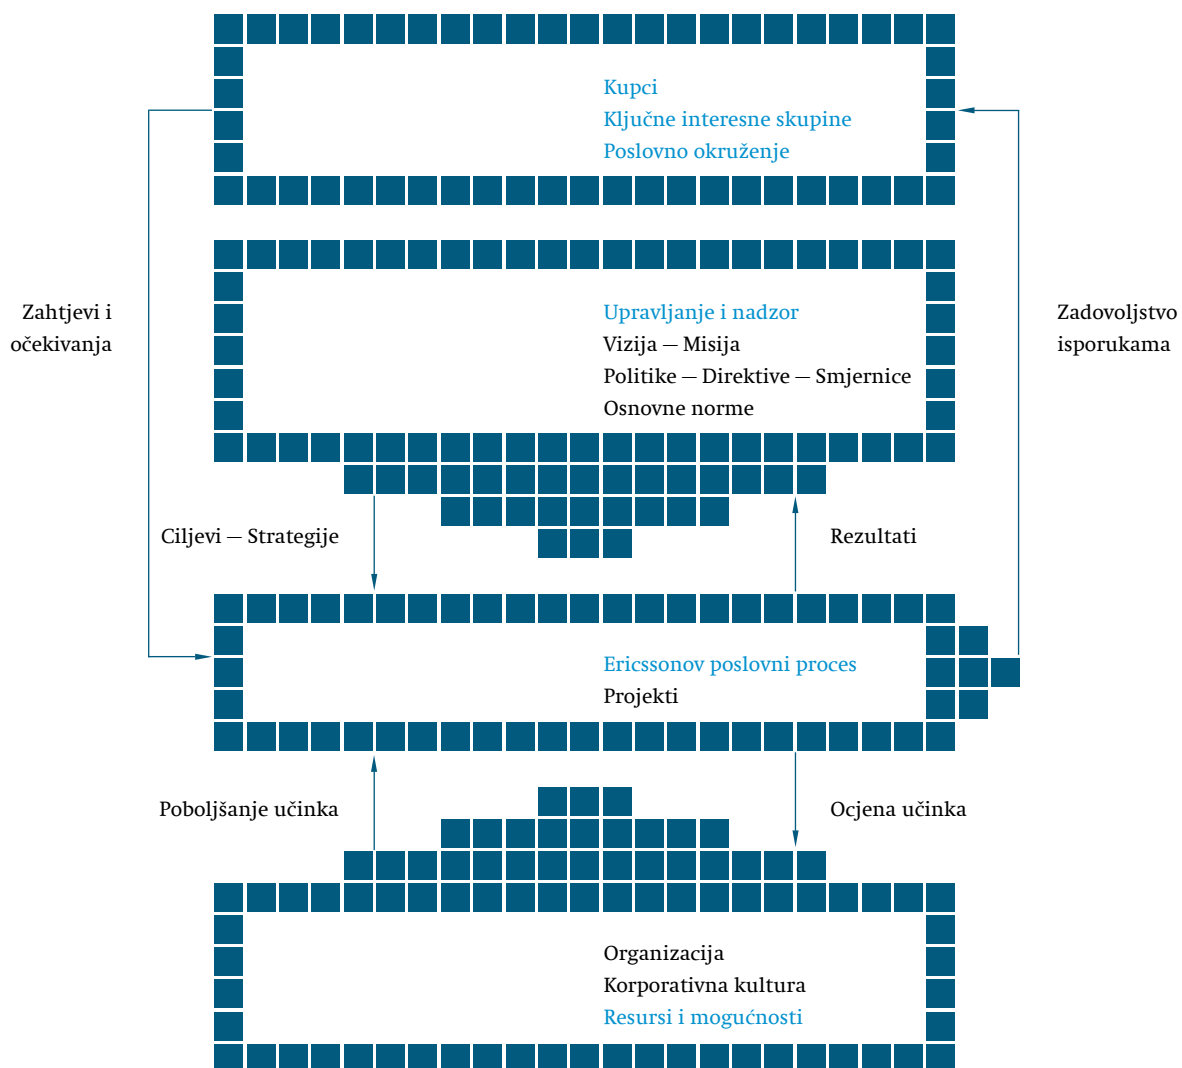 Kupci
Ključne interesne skupine
Poslovno okruženje
Zahtjevi i
očekivanja
Upravljanje i nadzor
Vizija — Misija
Politike — Direktive — Smjernice
Osnovne norme
Zadovoljstvo
isporukama
Ciljevi — Strategije
Rezultati
Ericssonov poslovni proces
Projekti
Poboljšanje učinka
Ocjena učinka
Organizacija
Korporativna kultura
Resursi i mogućnosti